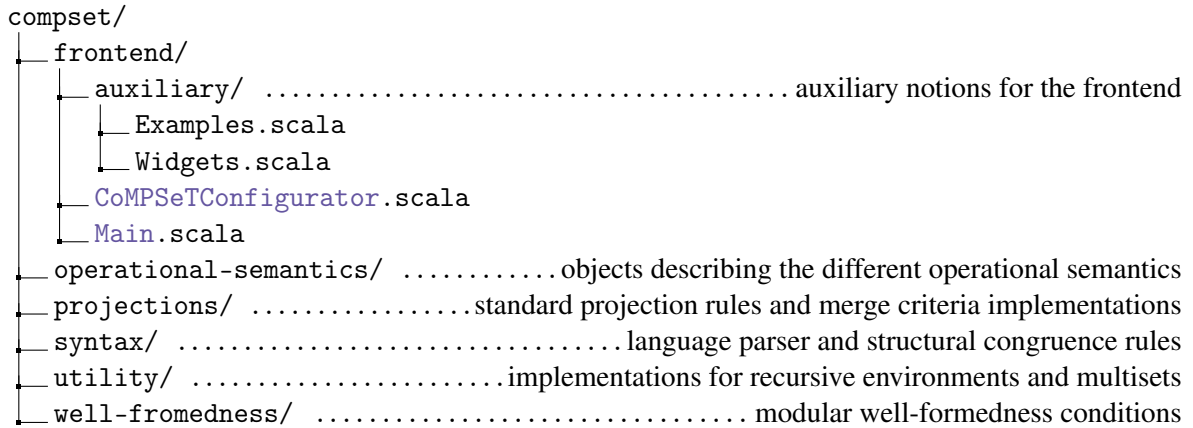 compset/
frontend/
auxiliary/ ........................................ auxiliary notions for the frontend
Examples.scala
Widgets.scala
CoMPSeTConfigurator.scala
Main.scala
operational-semantics/ ............ objects describing the different operational semantics
projections/ ................. standard projection rules and merge criteria implementations
syntax/ .................................. language parser and structural congruence rules
utility/ ........................ implementations for recursive environments and multisets
well-fromedness/ ................................. modular well-formedness conditions